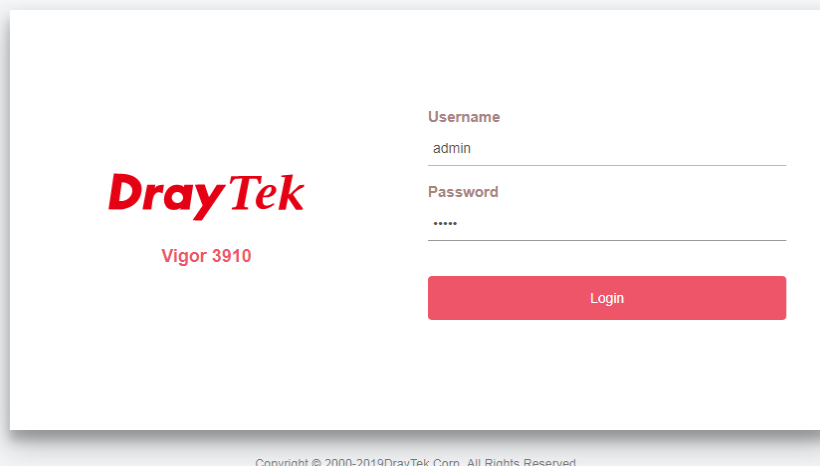 DrayTek
Vigor 3910
Username
admin
Password
•••••
Login
Copyright © 2000-2019DrayTek Corp. All Rights Reserved.